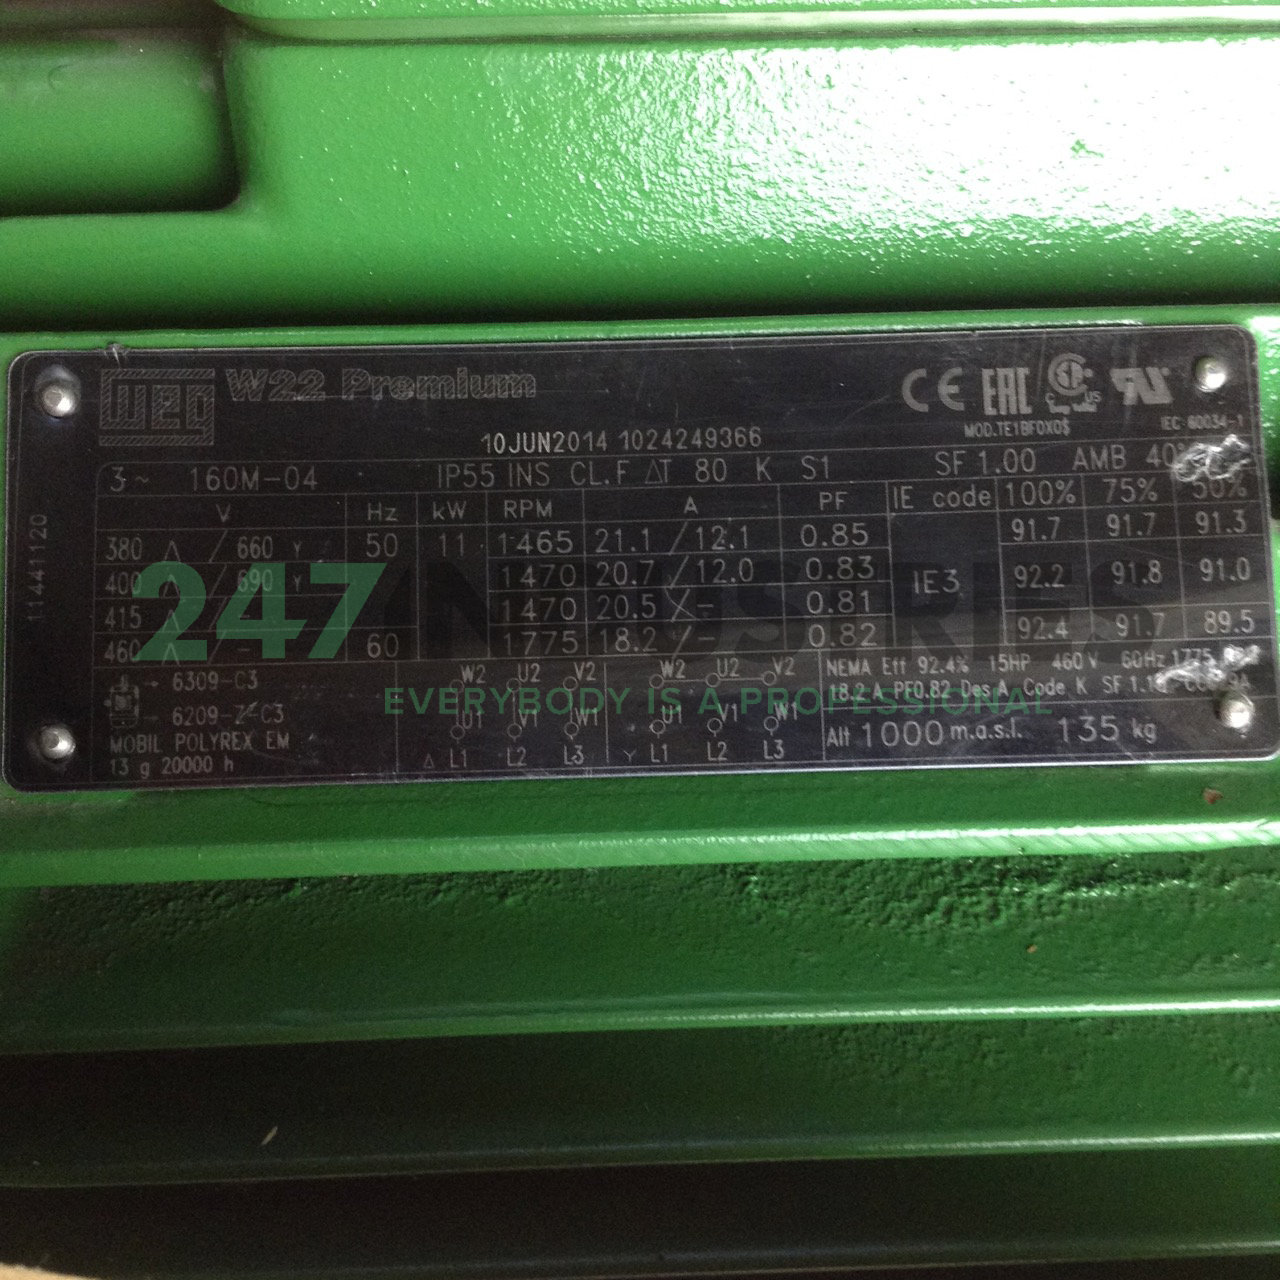 weg W22 Premium CE EAC SP C US RU
MOD.TE1BF0X0$ IEC 60034-1
10JUN2014 1024249366
3~ 160M-04 IP55 INS CL.F ΔT 80 K S1 SF 1.00 AMB
V Hz kW RPM A PF IE code 100% 75% 50%
380 Δ / 660 Y 50 11 1465 21.1 / 12.1 0.85 91.7 91.7 91.3
400 Δ / 690 Y 1470 20.7 / 12.0 0.83 IE3 92.2 91.8 91.0
415 Δ 1470 20.5 / - 0.81
460 Δ / - 60 1775 18.2 / - 0.82 92.4 91.7 89.5
11441120
→ 6309-C3
→ 6209-Z-C3
MOBIL POLYREX EM
13 g 20000 h
W2 U2 V2 W2 U2 V2
U1 V1 W1 U1 V1 W1
Δ L1 L2 L3 Y L1 L2 L3
NEMA Eff 92.4% 15HP 460V 60Hz 1775
18.2 A PF0.82 Des A Code K SF
Alt 1000 m.a.s.l. 135 kg
247 INDUSTRIES
EVERYBODY IS A PROFESSIONAL